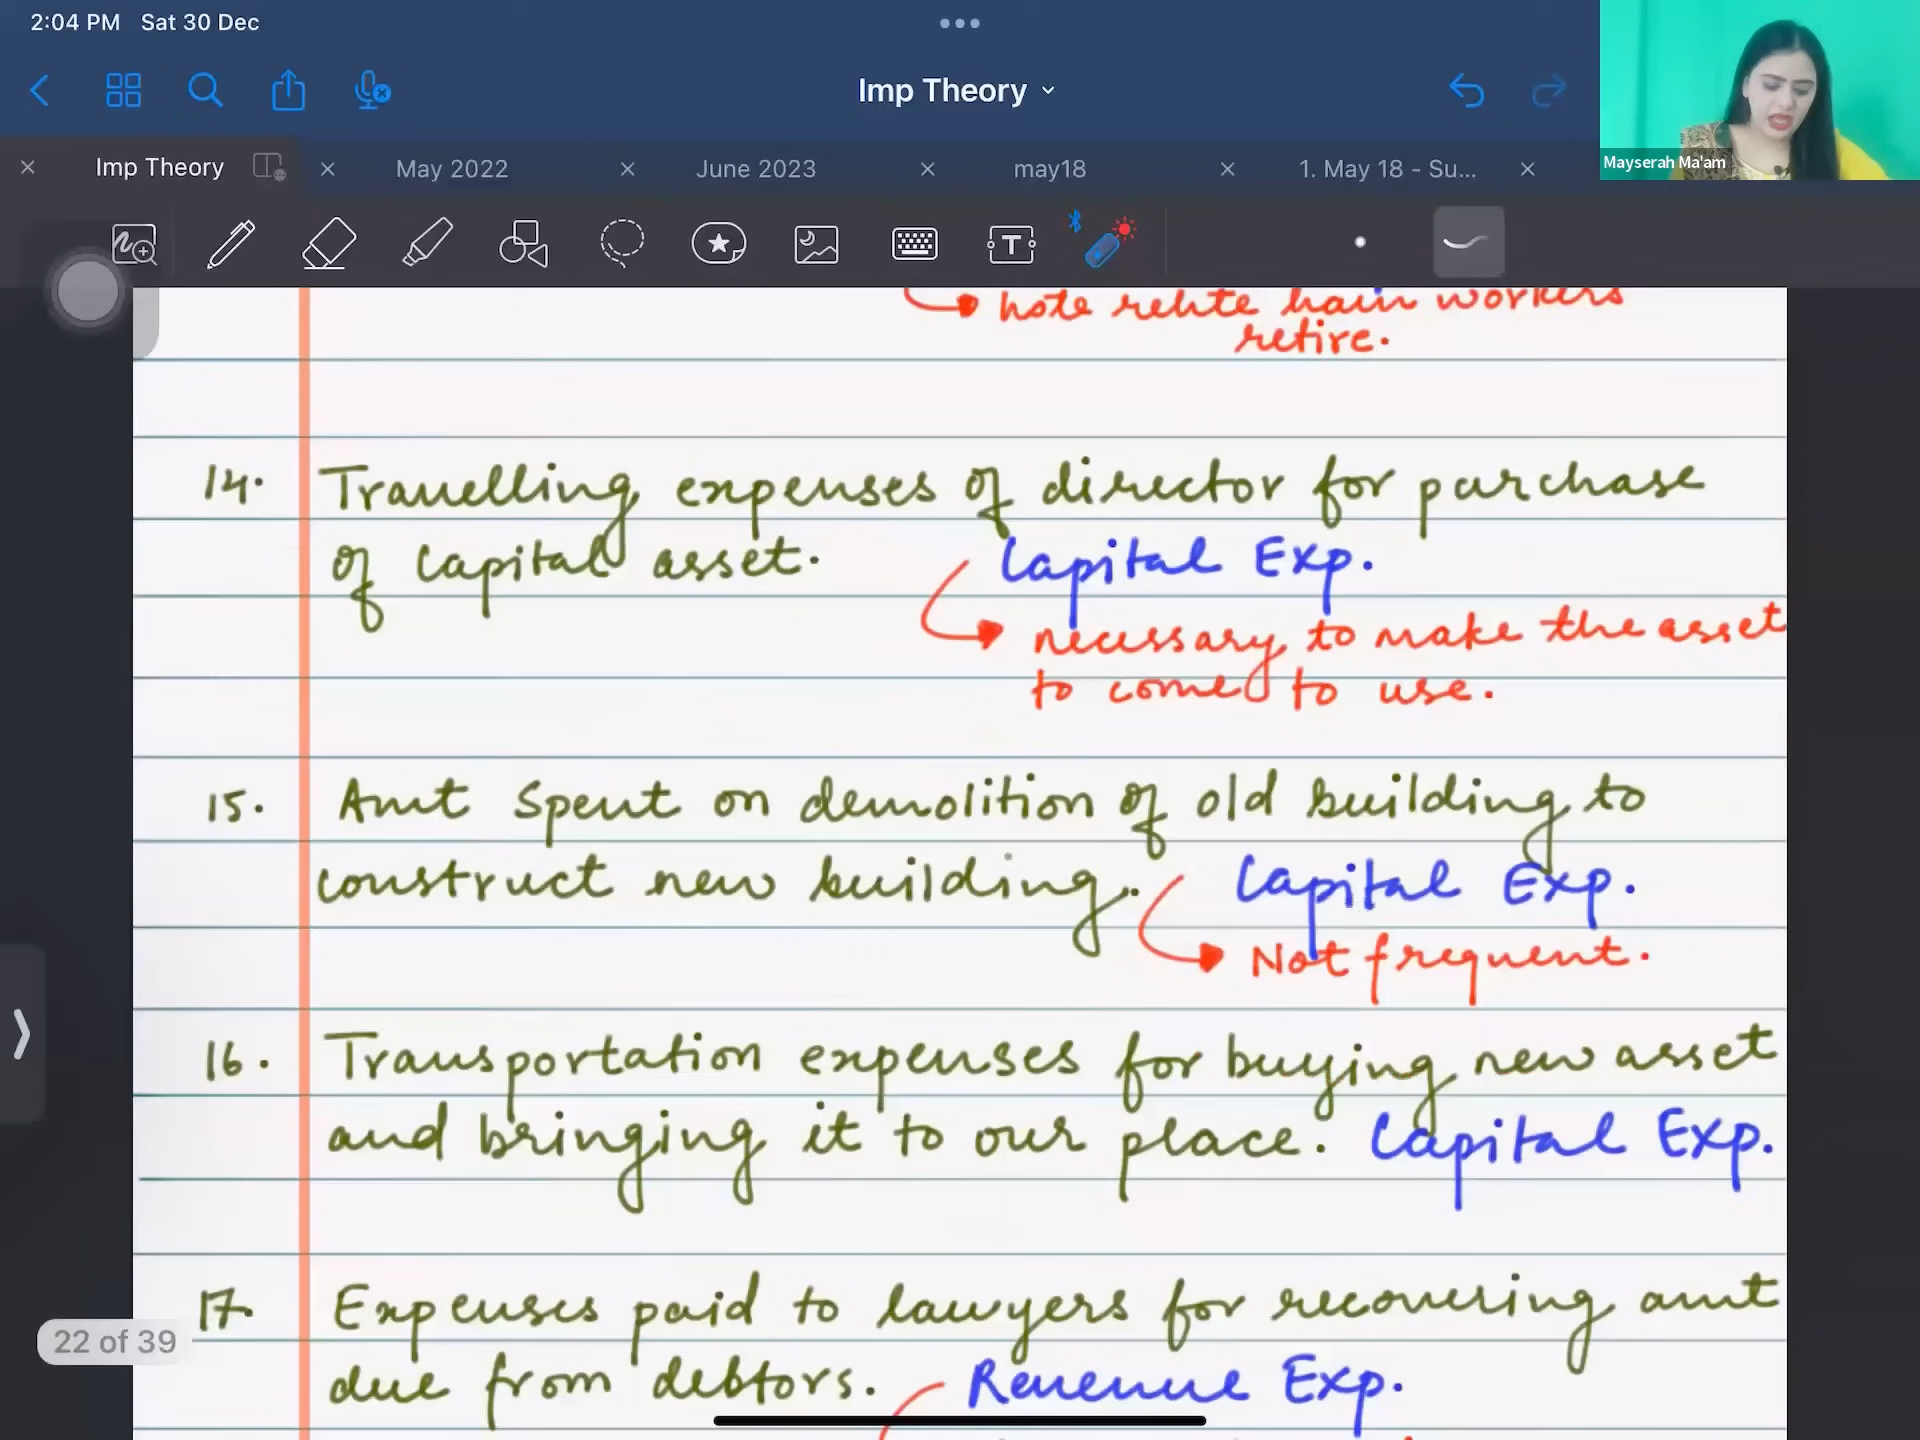 2:04 PM Sat 30 Dec
Imp Theory
Mayserah Ma'am
Imp Theory
May 2022
June 2023
may18
1. May 18 - Su...
T
hote rehte hain workers
retire.
14. Travelling expenses of director for purchase
of capital asset. Capital Exp.
necessary to make the asset
to come to use.
15. Amt spent on demolition of old building to
construct new building. Capital Exp.
Not frequent.
16. Transportation expenses for buying new asset
and bringing it to our place. Capital Exp.
17. Expenses paid to lawyers for recovering amt
due from debtors. Revenue Exp.
22 of 39